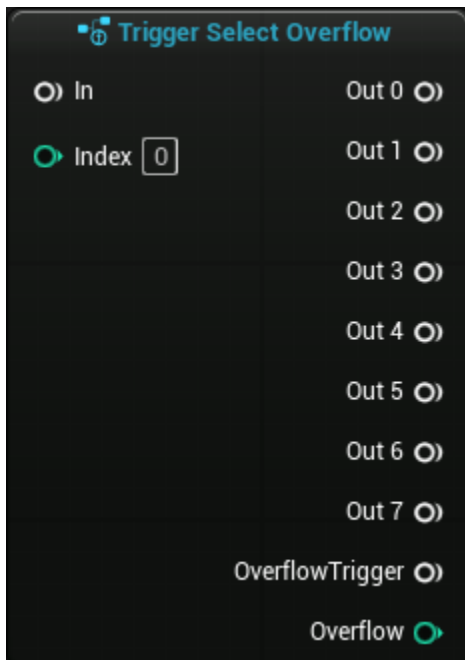 Trigger Select Overflow
In
Out 0
Index 0
Out 1
Out 2
Out 3
Out 4
Out 5
Out 6
Out 7
OverflowTrigger
Overflow